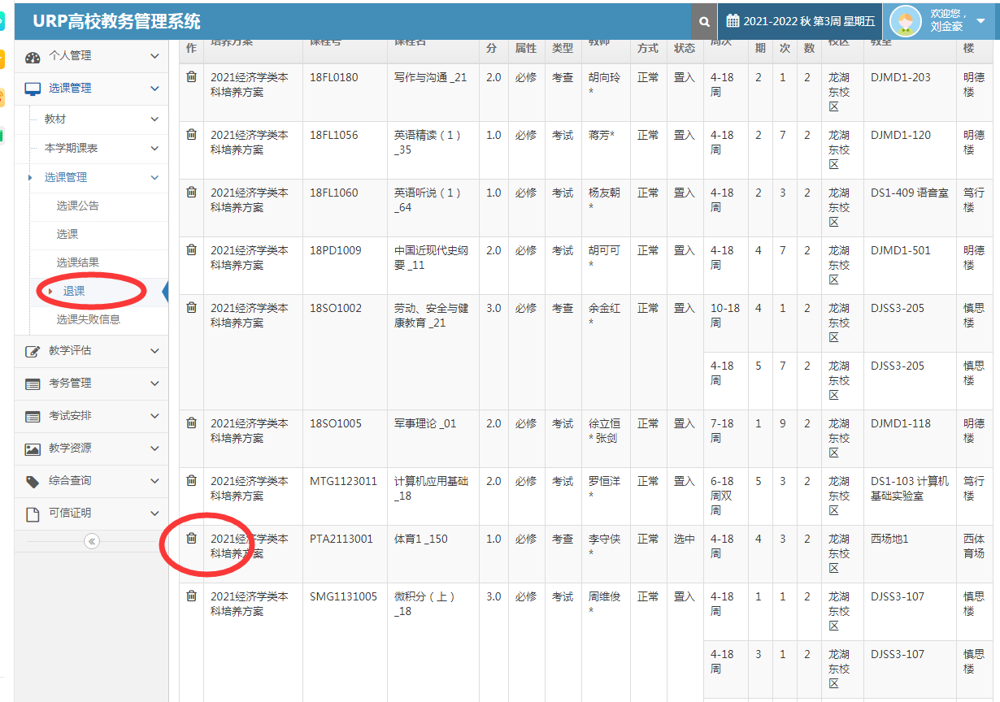 URP高校教务管理系统
2021-2022 秋 第3周 星期五
欢迎您，
刘金豪
个人管理
选课管理
教材
本学期课表
选课管理
选课公告
选课
选课结果
退课
选课失败信息
教学评估
考务管理
考试安排
教学资源
综合查询
可信证明
培养方案 课程号 课程名 教师 周次 校区 教室
作 分 属性 类型 方式 状态 期 次 数 楼
2021经济学类本 18FL0180 写作与沟通 _21 2.0 必修 考查 胡向玲 正常 置入 4-18 2 1 2 龙湖 DJMD1-203 明德
科培养方案 * 周 东校 楼
区
2021经济学类本 18FL1056 英语精读（1） 1.0 必修 考试 蒋芳* 正常 置入 4-18 2 7 2 龙湖 DJMD1-120 明德
科培养方案 _35 周 东校 楼
区
2021经济学类本 18FL1060 英语听说（1） 1.0 必修 考试 杨友朝 正常 置入 4-18 2 3 2 龙湖 DS1-409 语音室 笃行
科培养方案 _64 * 周 东校 楼
区
2021经济学类本 18PD1009 中国近现代史纲 2.0 必修 考试 胡可可 正常 置入 4-18 4 7 2 龙湖 DJMD1-501 明德
科培养方案 要 _11 * 周 东校 楼
区
2021经济学类本 18SO1002 劳动、安全与健 3.0 必修 考查 余金红 正常 置入 10-18 4 1 2 龙湖 DJSS3-205 慎思
科培养方案 康教育 _21 * 周 东校 楼
区
4-18 5 7 2 龙湖 DJSS3-205 慎思
周 东校 楼
区
2021经济学类本 18SO1005 军事理论 _01 2.0 必修 考试 徐立恒 正常 置入 7-18 1 9 2 龙湖 DJMD1-118 明德
科培养方案 * 张剑 周 东校 楼
区
2021经济学类本 MTG1123011 计算机应用基础 2.0 必修 考试 罗恒洋 正常 置入 6-18 5 3 2 龙湖 DS1-103 计算机 笃行
科培养方案 _18 * 周双 东校 基础实验室 楼
周 区
2021经济学类本 PTA2113001 体育1 _150 1.0 必修 考查 李守侠 正常 选中 4-18 4 3 2 龙湖 西场地1 西体
科培养方案 * 周 东校 育场
区
2021经济学类本 SMG1131005 微积分（上） 3.0 必修 考试 周维俊 正常 置入 4-18 1 1 2 龙湖 DJSS3-107 慎思
科培养方案 _18 * 周 东校 楼
区
4-18 3 1 2 龙湖 DJSS3-107 慎思
周 东校 楼
区